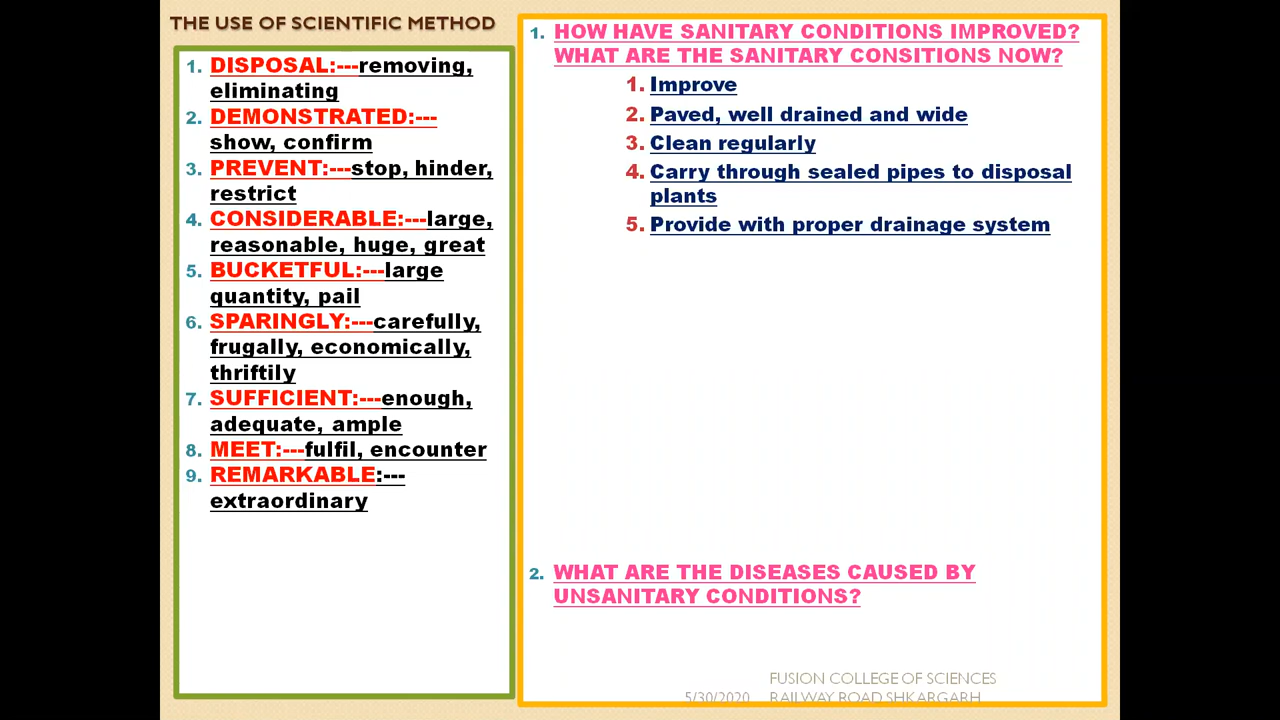 THE USE OF SCIENTIFIC METHOD
1. DISPOSAL:---removing,
eliminating
2. DEMONSTRATED:---
show, confirm
3. PREVENT:---stop, hinder,
restrict
4. CONSIDERABLE:---large,
reasonable, huge, great
5. BUCKETFUL:---large
quantity, pail
6. SPARINGLY:---carefully,
frugally, economically,
thriftily
7. SUFFICIENT:---enough,
adequate, ample
8. MEET:---fulfil, encounter
9. REMARKABLE:---
extraordinary
1. HOW HAVE SANITARY CONDITIONS IMPROVED?
WHAT ARE THE SANITARY CONSITIONS NOW?
1. Improve
2. Paved, well drained and wide
3. Clean regularly
4. Carry through sealed pipes to disposal
plants
5. Provide with proper drainage system
2. WHAT ARE THE DISEASES CAUSED BY
UNSANITARY CONDITIONS?
FUSION COLLEGE OF SCIENCES
5/30/2020 RAILWAY ROAD SHKARGARH